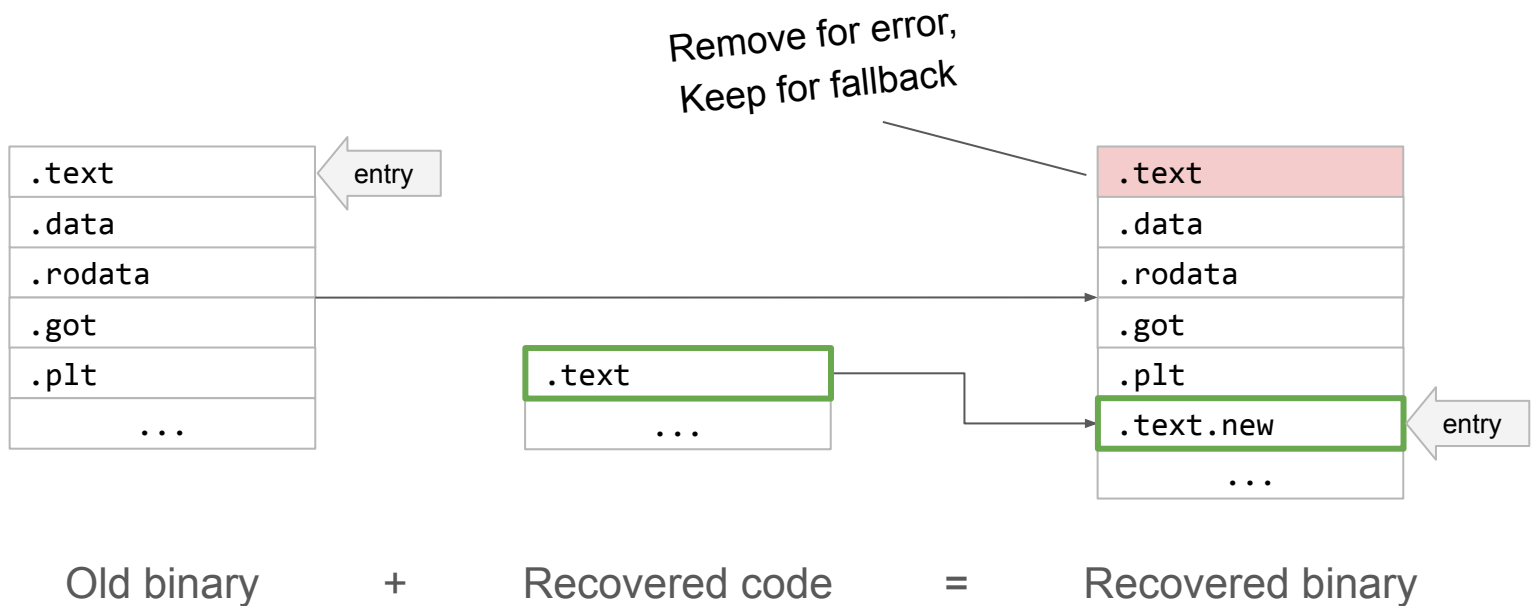 Remove for error,
Keep for fallback
.text
entry
.data
.rodata
.got
.plt
...
.text
...
.text
.data
.rodata
.got
.plt
.text.new
entry
...
Old binary + Recovered code = Recovered binary